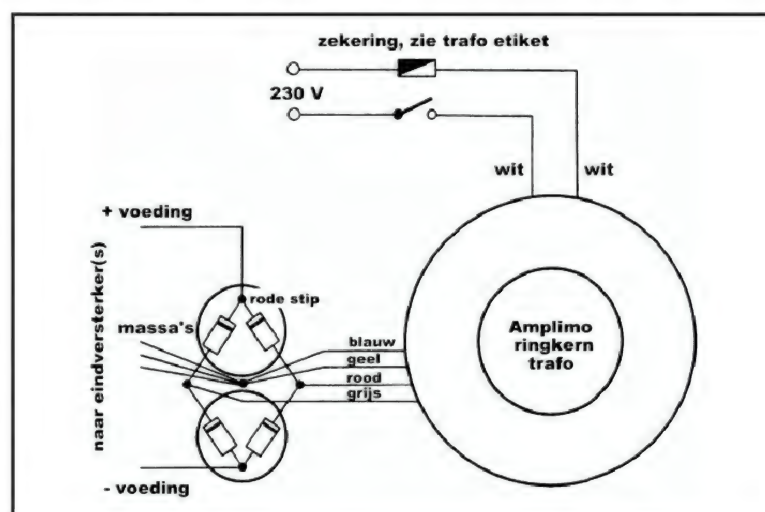 zekering, zie trafo etiket
230 V
wit
wit
+ voeding
naar eindversterker(s)
rode stip
massa's
blauw
geel
rood
grijs
Amplimo
ringkern
trafo
- voeding